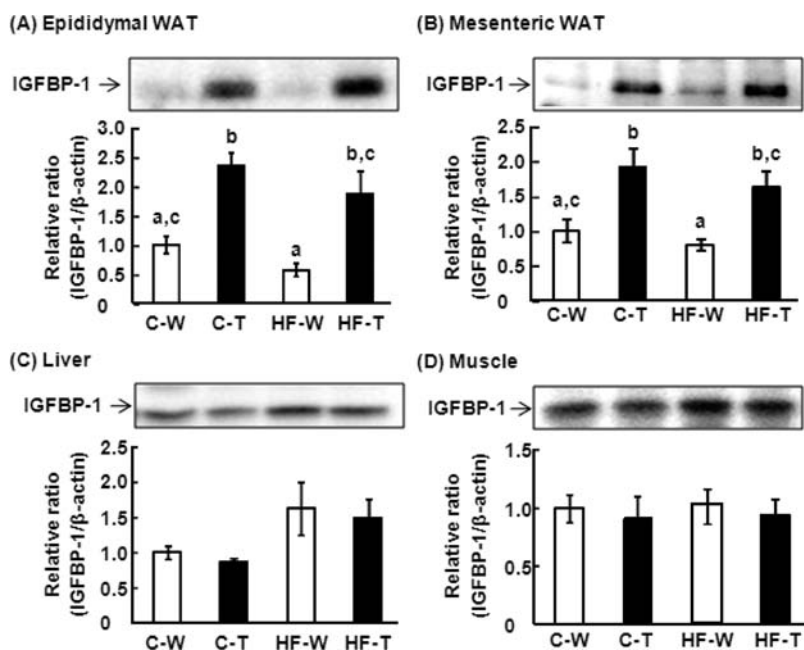 (A) Epididymal WAT
IGFBP-1 →
Relative ratio
(IGFBP-1/β-actin)
3.0
2.5
2.0
1.5
1.0
0.5
0
a,c
b
a
b,c
C-W C-T HF-W HF-T
(B) Mesenteric WAT
IGFBP-1 →
Relative ratio
(IGFBP-1/β-actin)
2.5
2.0
1.5
1.0
0.5
0
a,c
b
a
b,c
C-W C-T HF-W HF-T
(C) Liver
IGFBP-1 →
Relative ratio
(IGFBP-1/β-actin)
2.5
2.0
1.5
1.0
0.5
0
C-W C-T HF-W HF-T
(D) Muscle
IGFBP-1 →
Relative ratio
(IGFBP-1/β-actin)
1.5
1.0
0.5
0
C-W C-T HF-W HF-T